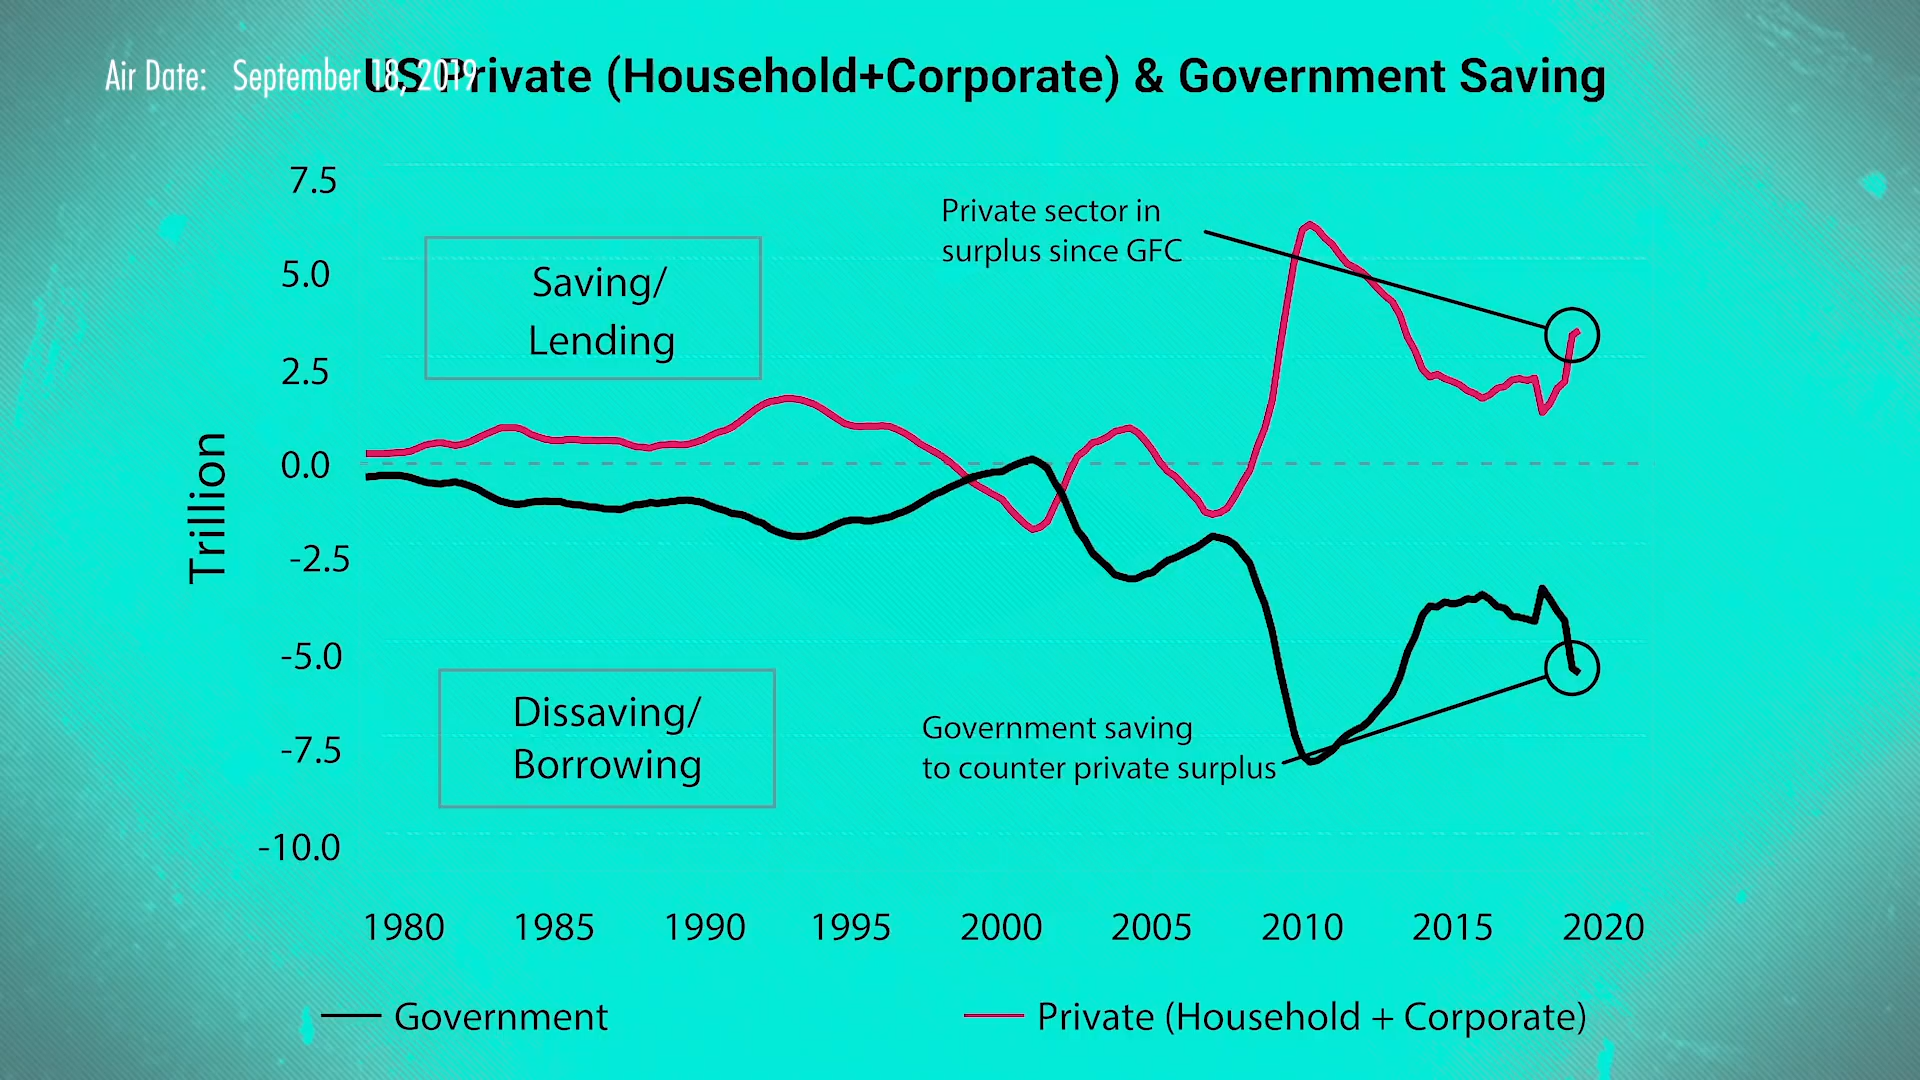 Air Date: September 18, 2019
US Private (Household+Corporate) & Government Saving
7.5
5.0
2.5
0.0
-2.5
-5.0
-7.5
-10.0
Trillion
Saving/
Lending
Private sector in
surplus since GFC
Dissaving/
Borrowing
Government saving
to counter private surplus
1980 1985 1990 1995 2000 2005 2010 2015 2020
Government
Private (Household + Corporate)